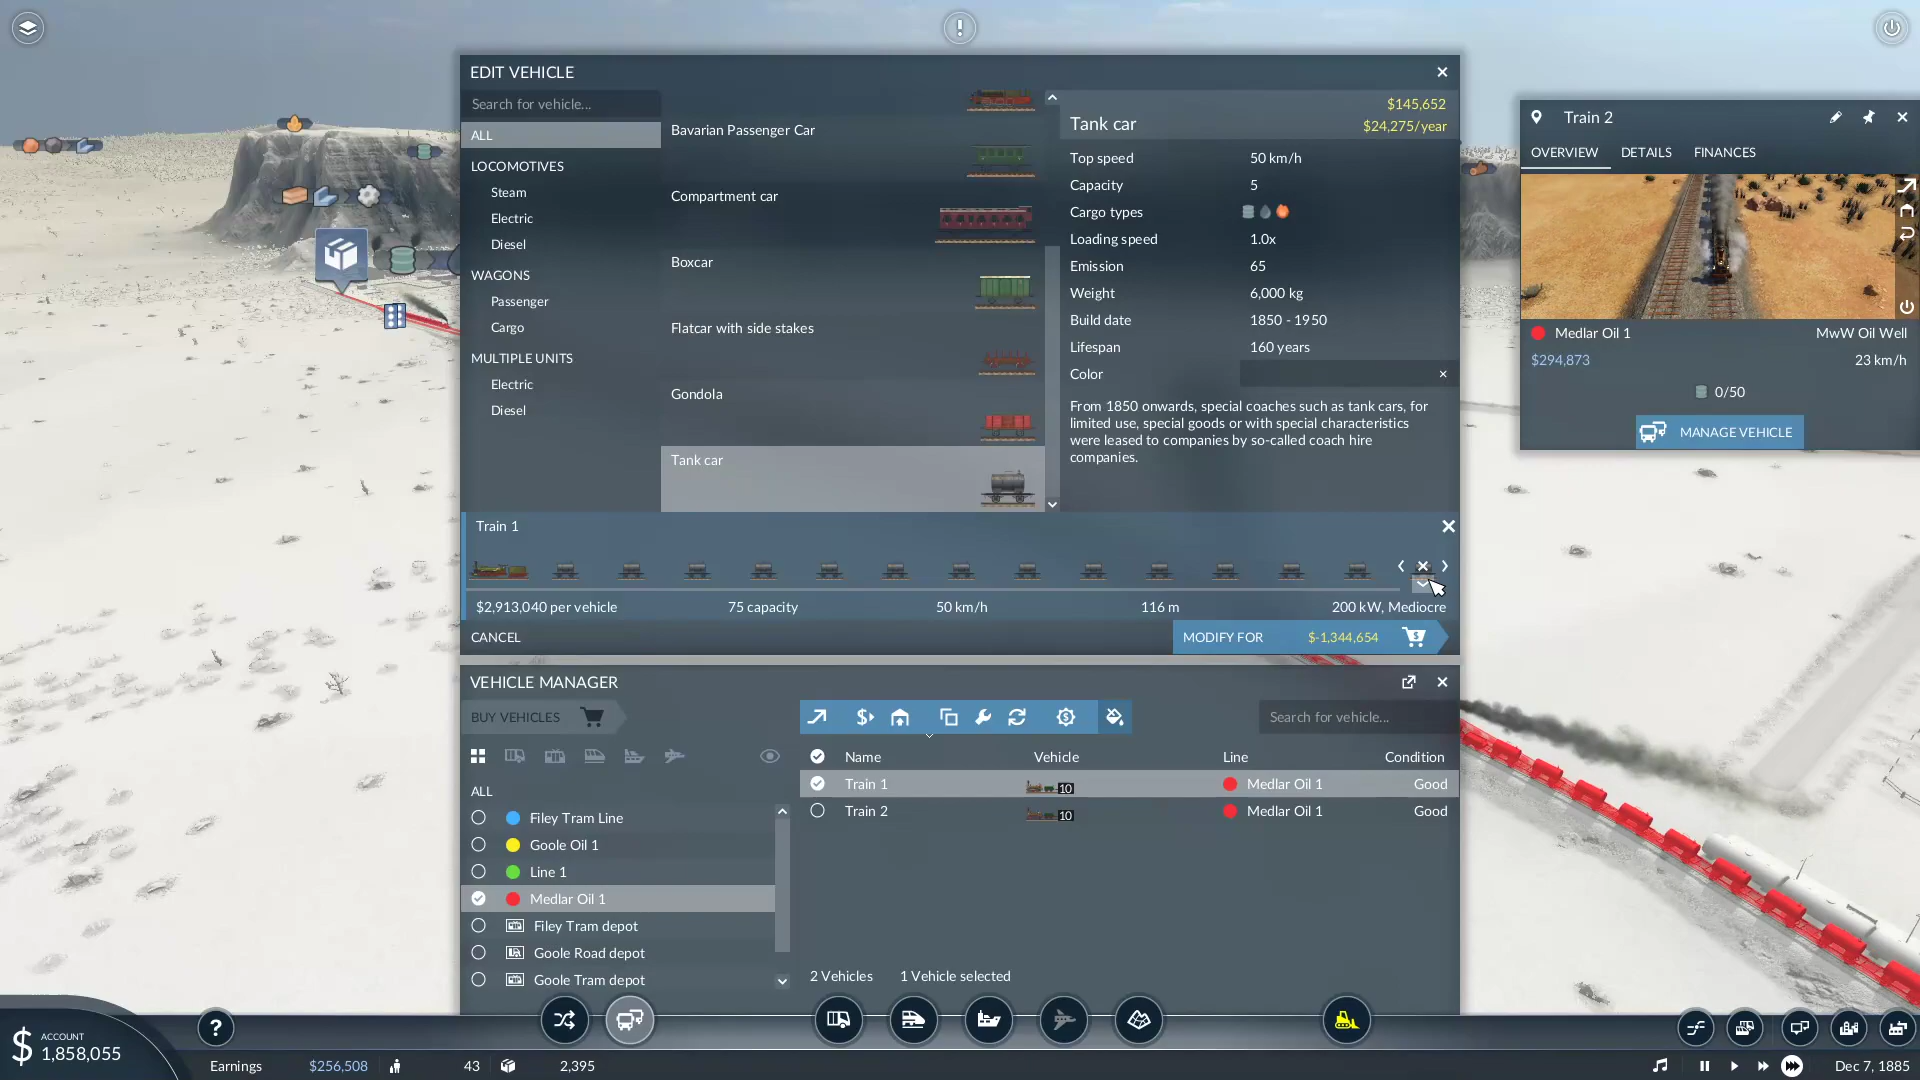 EDIT VEHICLE
Search for vehicle...
ALL
LOCOMOTIVES
Steam
Electric
Diesel
WAGONS
Passenger
Cargo
MULTIPLE UNITS
Electric
Diesel
Bavarian Passenger Car
Compartment car
Boxcar
Flatcar with side stakes
Gondola
Tank car
$145,652
Tank car
$24,275/year
Top speed 50 km/h
Capacity 5
Cargo types
Loading speed 1.0x
Emission 65
Weight 6,000 kg
Build date 1850 - 1950
Lifespan 160 years
Color
From 1850 onwards, special coaches such as tank cars, for
limited use, special goods or with special characteristics
were leased to companies by so-called coach hire
companies.
Train 1
$2,913,040 per vehicle 75 capacity 50 km/h 116 m 200 kW, Mediocre
CANCEL
MODIFY FOR $-1,344,654
Train 2
OVERVIEW DETAILS FINANCES
Medlar Oil 1 MwW Oil Well
$294,873 23 km/h
0/50
MANAGE VEHICLE
VEHICLE MANAGER
BUY VEHICLES
Search for vehicle...
ALL
Filey Tram Line
Goole Oil 1
Line 1
Medlar Oil 1
Filey Tram depot
Goole Road depot
Goole Tram depot
Name Vehicle Line Condition
Train 1 10 Medlar Oil 1 Good
Train 2 10 Medlar Oil 1 Good
2 Vehicles 1 Vehicle selected
$ ACCOUNT
1,858,055
?
Earnings $256,508 43 2,395
Dec 7, 1885